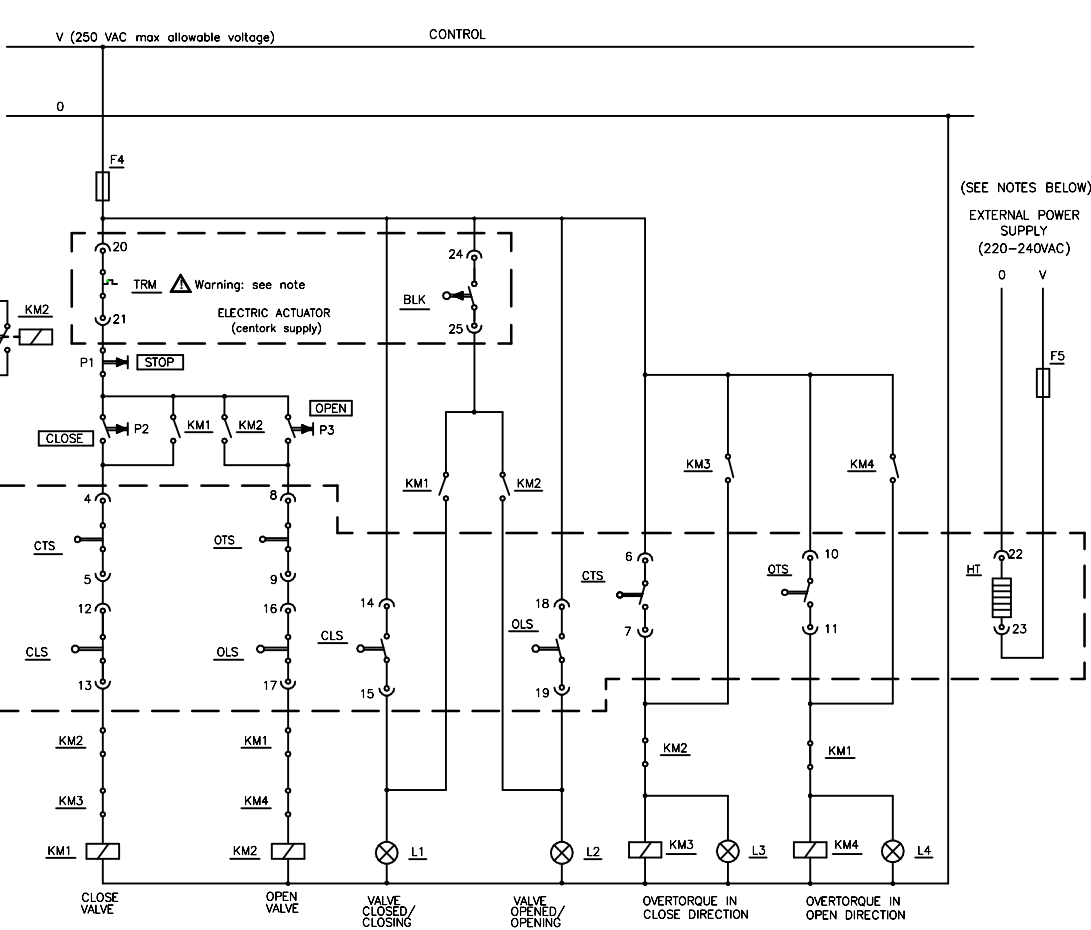 V (250 VAC max allowable voltage)
CONTROL
0
F4
(SEE NOTES BELOW)
EXTERNAL POWER
SUPPLY
(220-240VAC)
0 V
20
24
TRM
Warning: see note
KM2
BLK
ELECTRIC ACTUATOR
(centork supply)
21
25
P1
STOP
F5
OPEN
CLOSE
P2
KM1
KM2
P3
KM3
KM4
KM1
KM2
4
8
CTS
OTS
6
10
22
CTS
OTS
HT
5
9
12
16
14
18
7
11
23
CLS
OLS
CLS
OLS
13
17
15
19
KM2
KM1
KM2
KM1
KM3
KM4
KM1
KM2
L1
L2
KM3
L3
KM4
L4
CLOSE
VALVE
OPEN
VALVE
VALVE
CLOSED/
CLOSING
VALVE
OPENED/
OPENING
OVERTORQUE IN
CLOSE DIRECTION
OVERTORQUE IN
OPEN DIRECTION